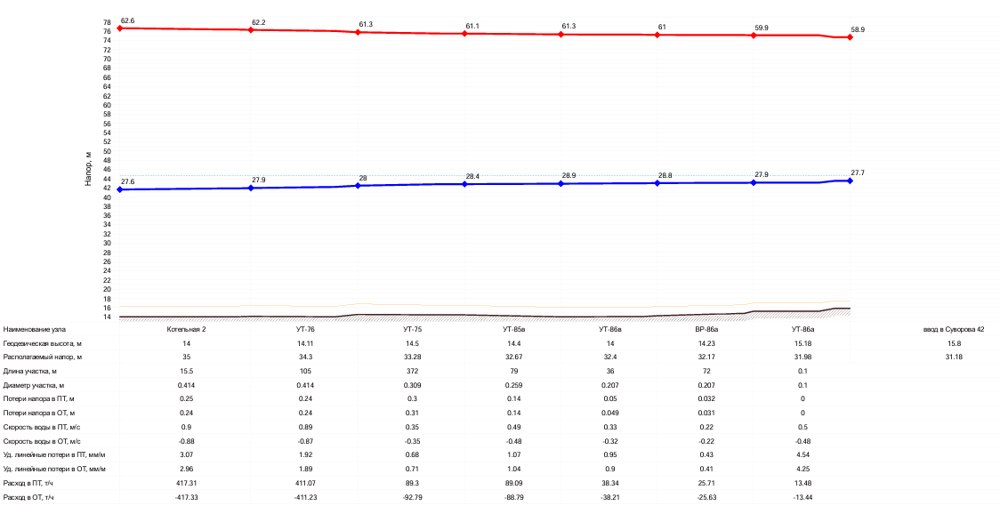 62.6 62.2 61.3 61.1 61.3 61 59.9 58.9
78
76
74
72
70
68
66
64
62
60
58
56
54
52
50
48
46
44
42
40
38
36
34
32
30
28
26
24
22
20
18
16
14
Напор, м
27.6 27.9 28 28.4 28.9 28.8 27.9 27.7
Наименование узла Котельная 2 УТ-76 УТ-75 УТ-85в УТ-86в ВР-86а УТ-86а ввод в Суворова 42
Геодезическая высота, м 14 14.11 14.5 14.4 14 14.23 15.18 15.8
Располагаемый напор, м 35 34.3 33.28 32.67 32.4 32.17 31.98 31.18
Длина участка, м 15.5 105 372 79 36 72 0.1
Диаметр участка, м 0.414 0.414 0.309 0.259 0.207 0.207 0.1
Потери напора в ПТ, м 0.25 0.24 0.3 0.14 0.05 0.032 0
Потери напора в ОТ, м 0.24 0.24 0.31 0.14 0.049 0.031 0
Скорость воды в ПТ, м/с 0.9 0.89 0.35 0.49 0.33 0.22 0.5
Скорость воды в ОТ, м/с -0.88 -0.87 -0.35 -0.48 -0.32 -0.22 -0.48
Уд. линейные потери в ПТ, мм/м 3.07 1.92 0.68 1.07 0.95 0.43 4.54
Уд. линейные потери в ОТ, мм/м 2.96 1.89 0.71 1.04 0.9 0.41 4.25
Расход в ПТ, т/ч 417.31 411.07 89.3 89.09 38.34 25.71 13.48
Расход в ОТ, т/ч -417.33 -411.23 -92.79 -88.79 -38.21 -25.63 -13.44